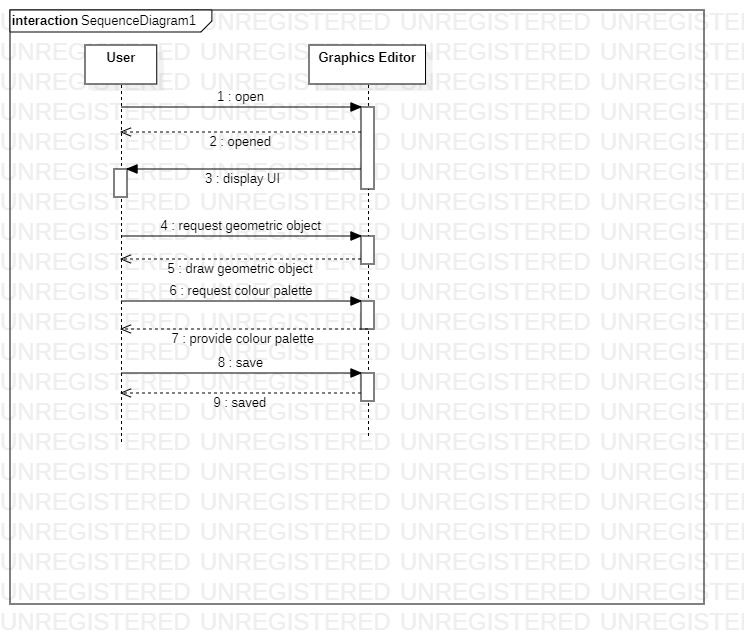 interaction SequenceDiagram1
User
Graphics Editor
1 : open
2 : opened
3 : display UI
4 : request geometric object
5 : draw geometric object
6 : request colour palette
7 : provide colour palette
8 : save
9 : saved
UNREGISTERED UNREGISTERED UNREGISTERED UNREGISTERED